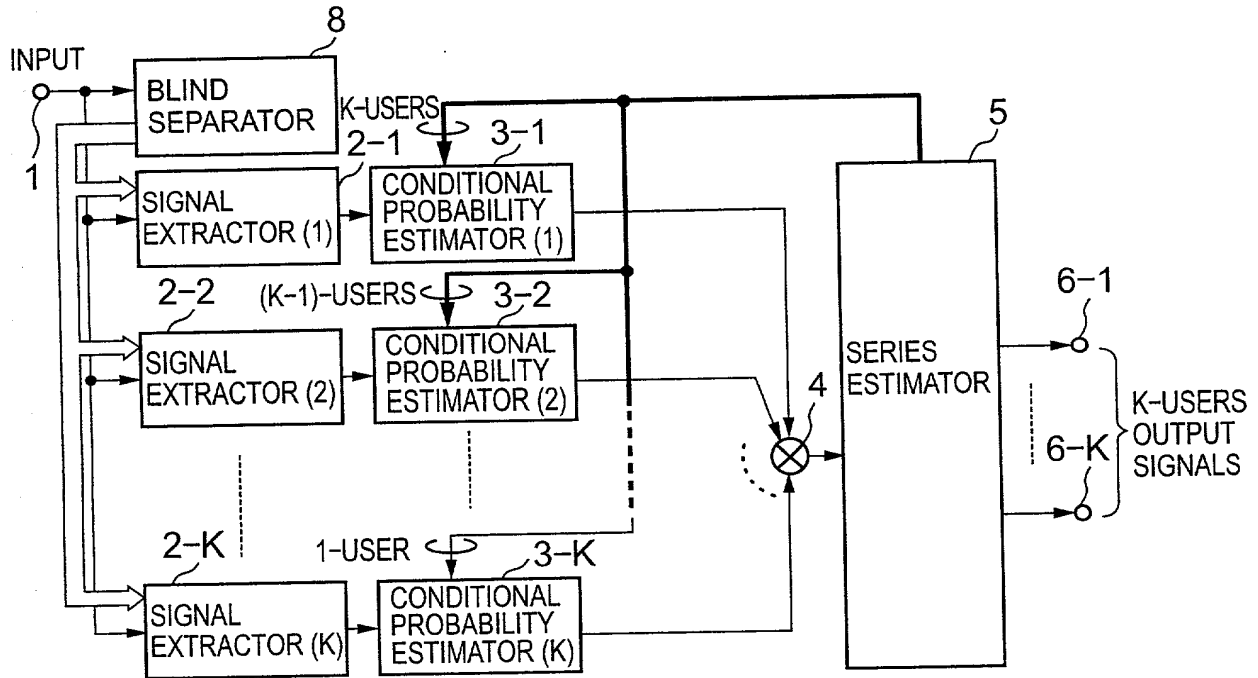 8
INPUT
BLIND
SEPARATOR
1
K-USERS
2-1
3-1
5
SIGNAL
EXTRACTOR (1)
CONDITIONAL
PROBABILITY
ESTIMATOR (1)
2-2
(K-1)-USERS
3-2
SIGNAL
EXTRACTOR (2)
CONDITIONAL
PROBABILITY
ESTIMATOR (2)
4
SERIES
ESTIMATOR
6-1
6-K
K-USERS
OUTPUT
SIGNALS
2-K
1-USER
3-K
SIGNAL
EXTRACTOR (K)
CONDITIONAL
PROBABILITY
ESTIMATOR (K)